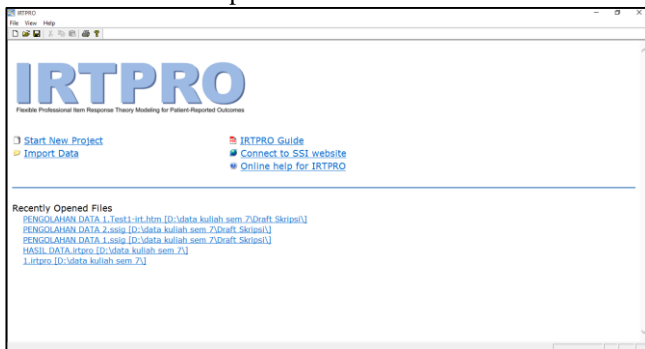 IRTPRO
File View Help
IRTPRO
Flexible Professional Item Response Theory Modeling for Patient-Reported Outcomes
Start New Project
Import Data
IRTPRO Guide
Connect to SSI website
Online help for IRTPRO
Recently Opened Files
PENGOLAHAN DATA 1.Test1-irt.htm [D:\data kuliah sem 7\Draft Skripsi\]
PENGOLAHAN DATA 2.ssig [D:\data kuliah sem 7\Draft Skripsi\]
PENGOLAHAN DATA 1.ssig [D:\data kuliah sem 7\Draft Skripsi\]
HASIL DATA.irtpro [D:\data kuliah sem 7\]
1.irtpro [D:\data kuliah sem 7\]